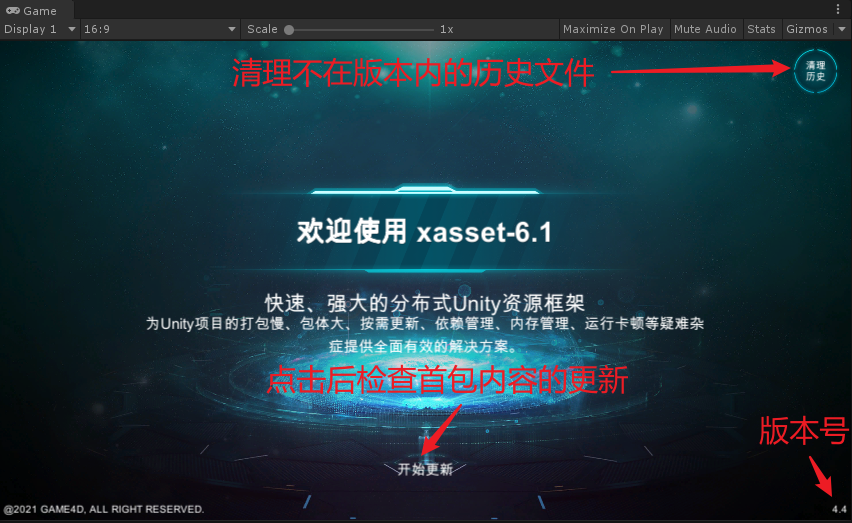 Game
Display 1
16:9
Scale
1x
Maximize On Play
Mute Audio
Stats
Gizmos
清理不在版本内的历史文件
清理
历史
欢迎使用 xasset-6.1
快速、强大的分布式Unity资源框架
为Unity项目的打包慢、包体大、按需更新、依赖管理、内存管理、运行卡顿等疑难杂
症提供全面有效的解决方案。
点击后检查首包内容的更新
版本号
开始更新
@2021 GAME4D, ALL RIGHT RESERVED.
4.4